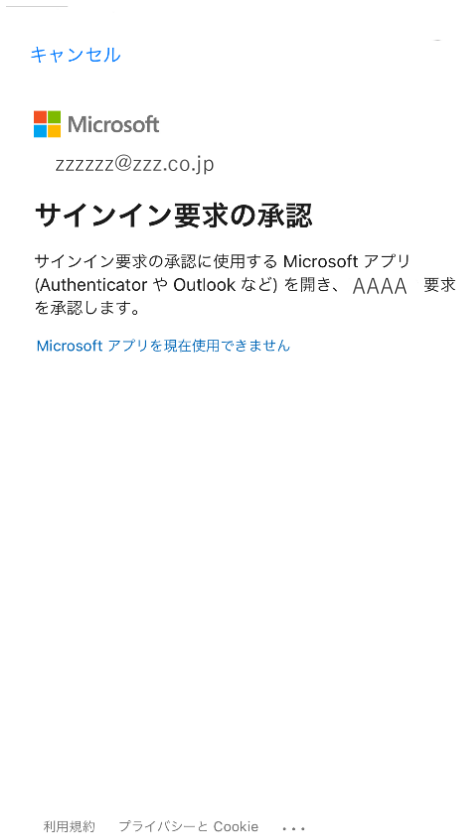 キャンセル
Microsoft
zzzzzz@zzz.co.jp
サインイン要求の承認
サインイン要求の承認に使用する Microsoft アプリ
(Authenticator や Outlook など) を開き、 AAAA 要求
を承認します。
Microsoft アプリを現在使用できません
利用規約 プライバシーと Cookie ...